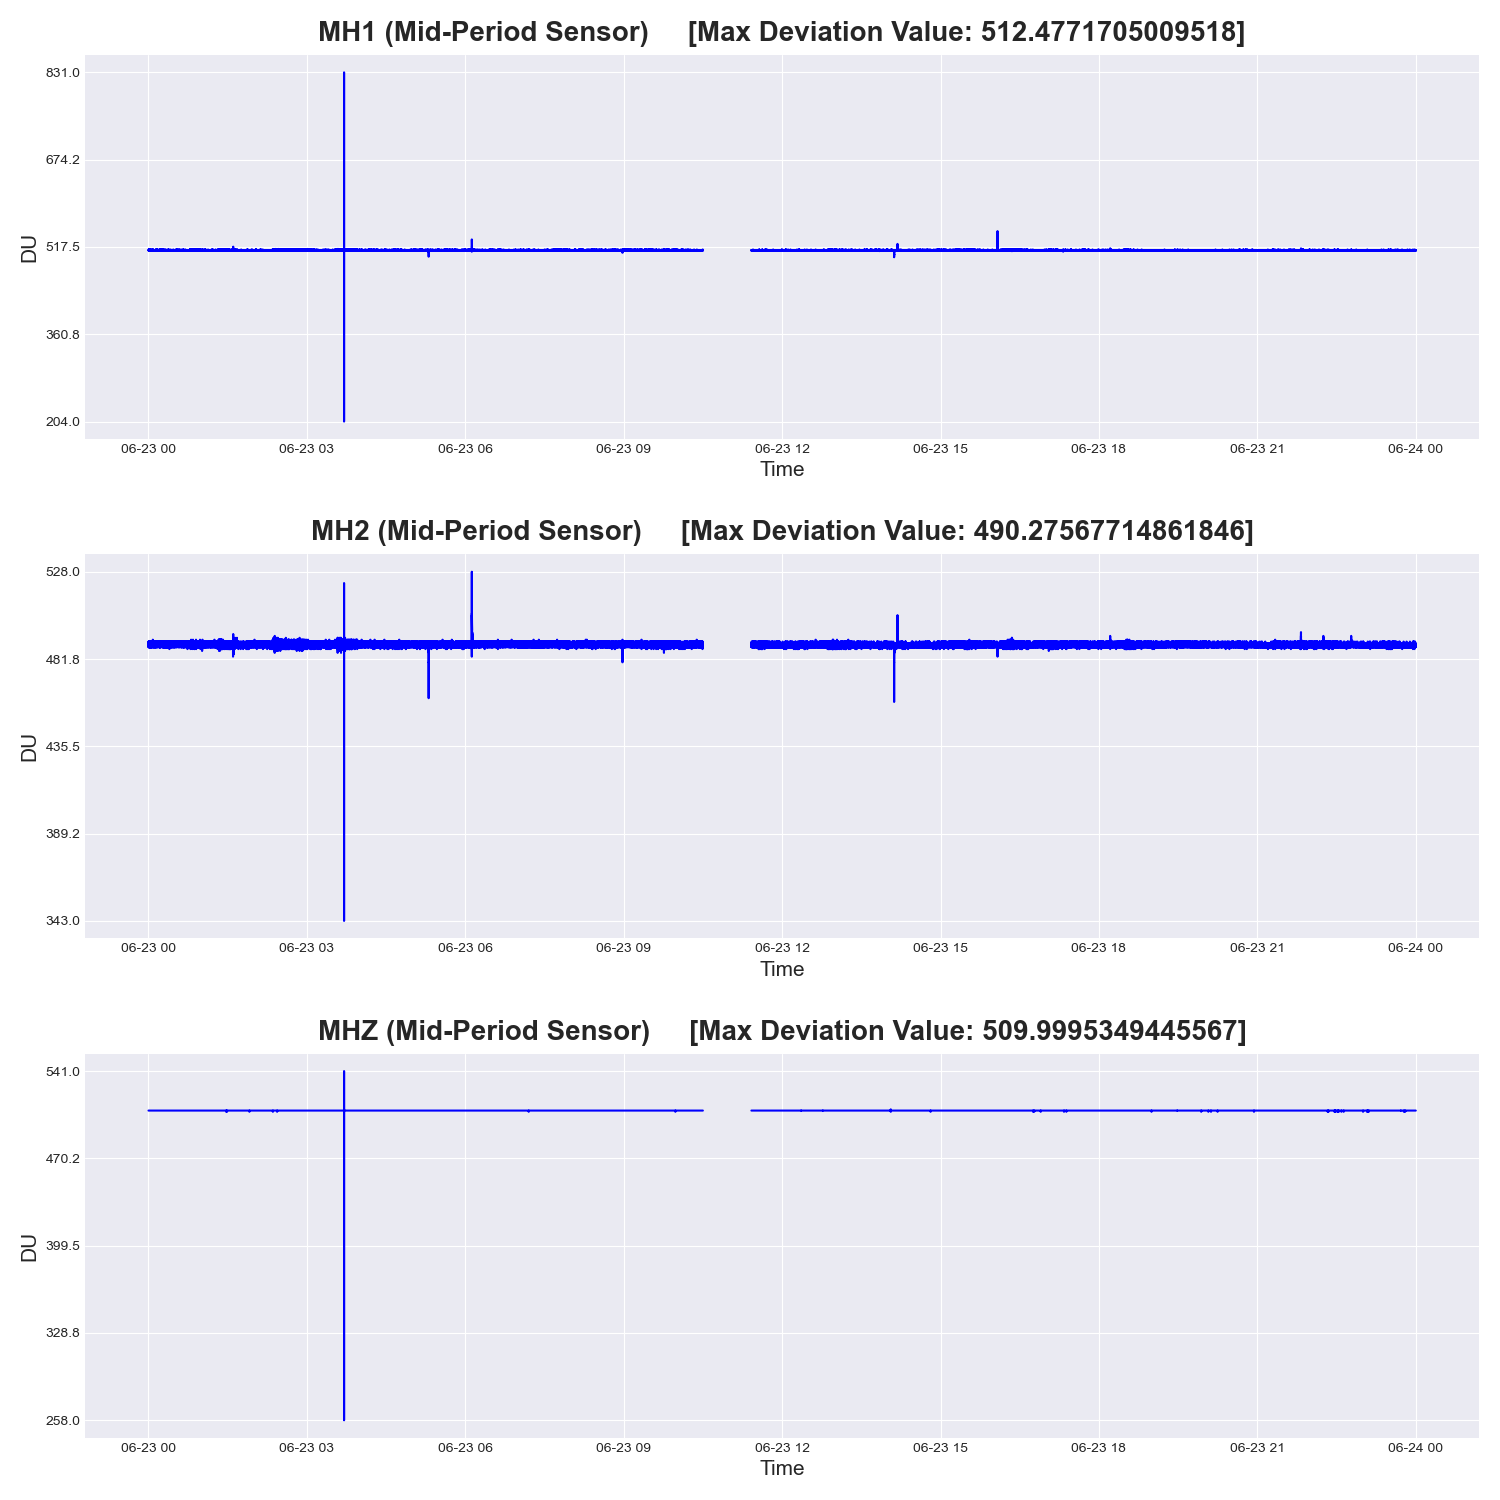 MH1 (Mid-Period Sensor) [Max Deviation Value: 512.4771705009518]
831.0
674.2
517.5
360.8
204.0
DU
06-23 00 06-23 03 06-23 06 06-23 09 06-23 12 06-23 15 06-23 18 06-23 21 06-24 00
Time
MH2 (Mid-Period Sensor) [Max Deviation Value: 490.27567714861846]
528.0
481.8
435.5
389.2
343.0
DU
06-23 00 06-23 03 06-23 06 06-23 09 06-23 12 06-23 15 06-23 18 06-23 21 06-24 00
Time
MHZ (Mid-Period Sensor) [Max Deviation Value: 509.9995349445567]
541.0
470.2
399.5
328.8
258.0
DU
06-23 00 06-23 03 06-23 06 06-23 09 06-23 12 06-23 15 06-23 18 06-23 21 06-24 00
Time